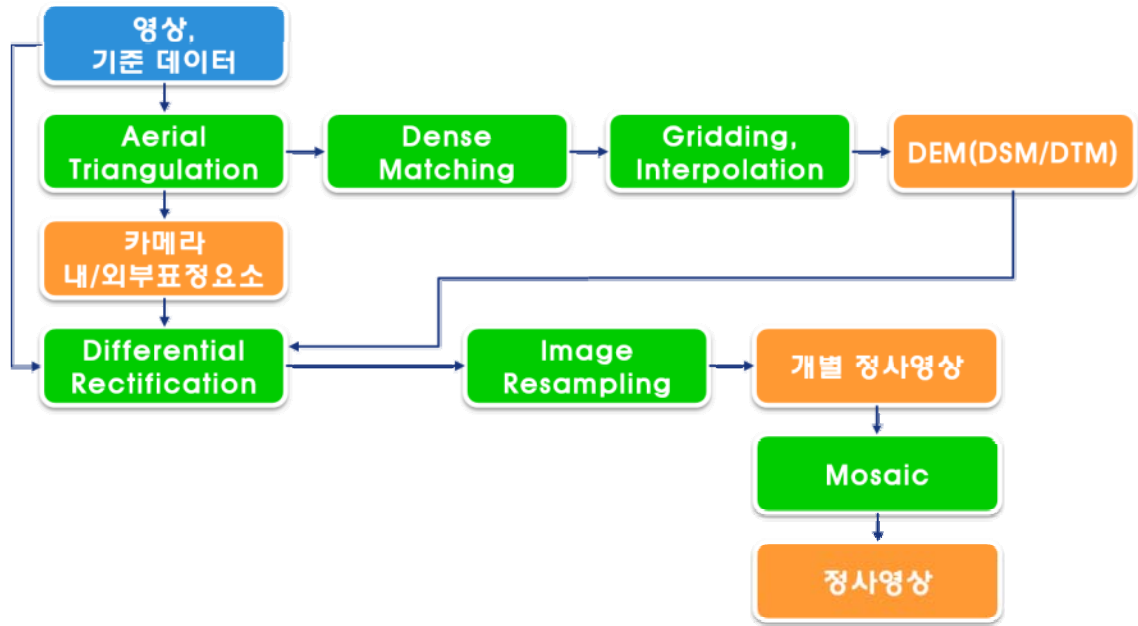 영상,
기준 데이터
Aerial
Triangulation
Dense
Matching
Gridding,
Interpolation
DEM(DSM/DTM)
카메라
내/외부표정요소
Differential
Rectification
Image
Resampling
개별 정사영상
Mosaic
정사영상